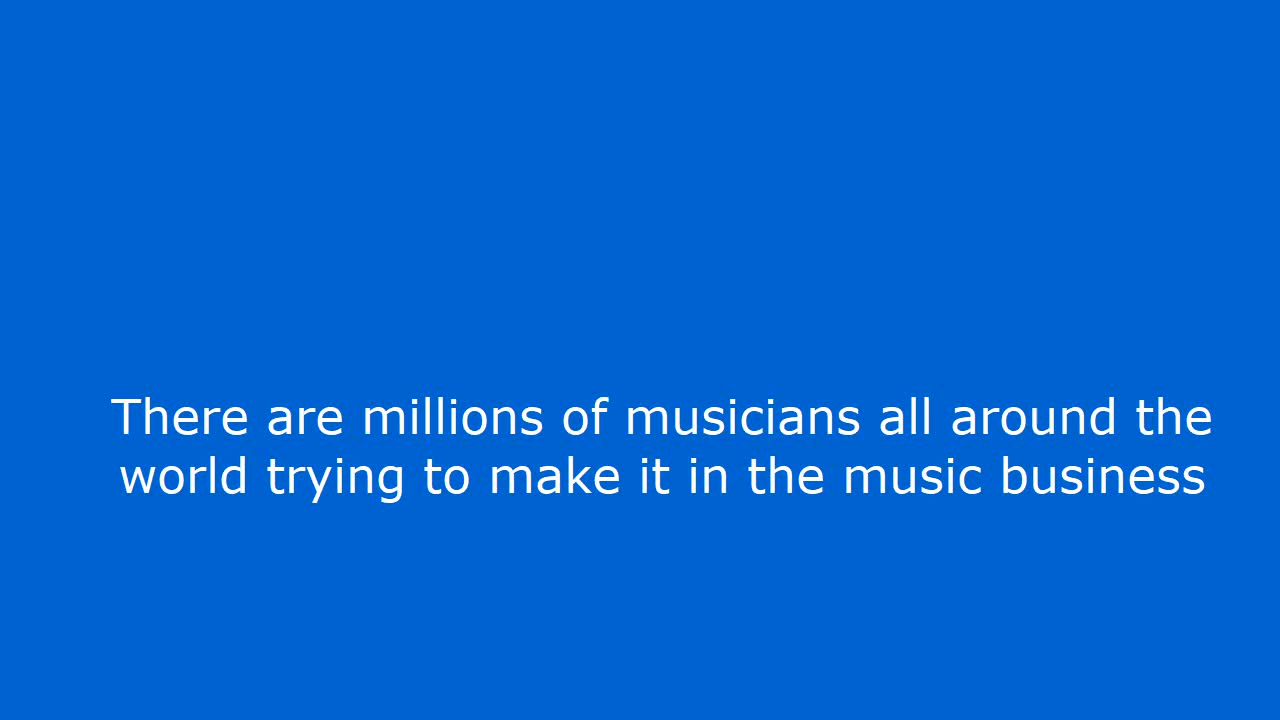 There are millions of musicians all around the
world trying to make it in the music business